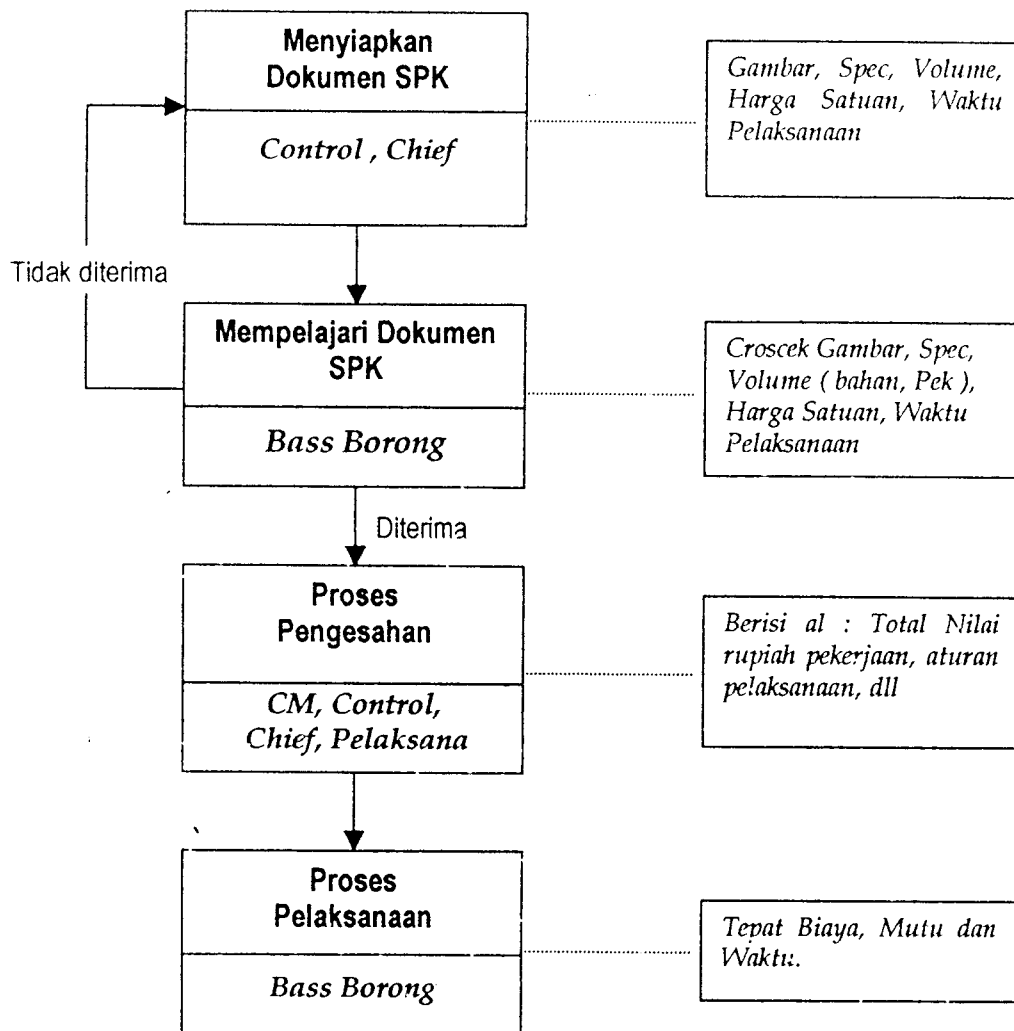 Menyiapkan
Dokumen SPK
Control , Chief
Gambar, Spec, Volume,
Harga Satuan, Waktu
Pelaksanaan
Tidak diterima
Mempelajari Dokumen
SPK
Bass Borong
Croscek Gambar, Spec,
Volume ( bahan, Pek ),
Harga Satuan, Waktu
Pelaksanaan
Diterima
Proses
Pengesahan
CM, Control,
Chief, Pelaksana
Berisi al : Total Nilai
rupiah pekerjaan, aturan
pelaksanaan, dll
Proses
Pelaksanaan
Bass Borong
Tepat Biaya, Mutu dan
Waktu.